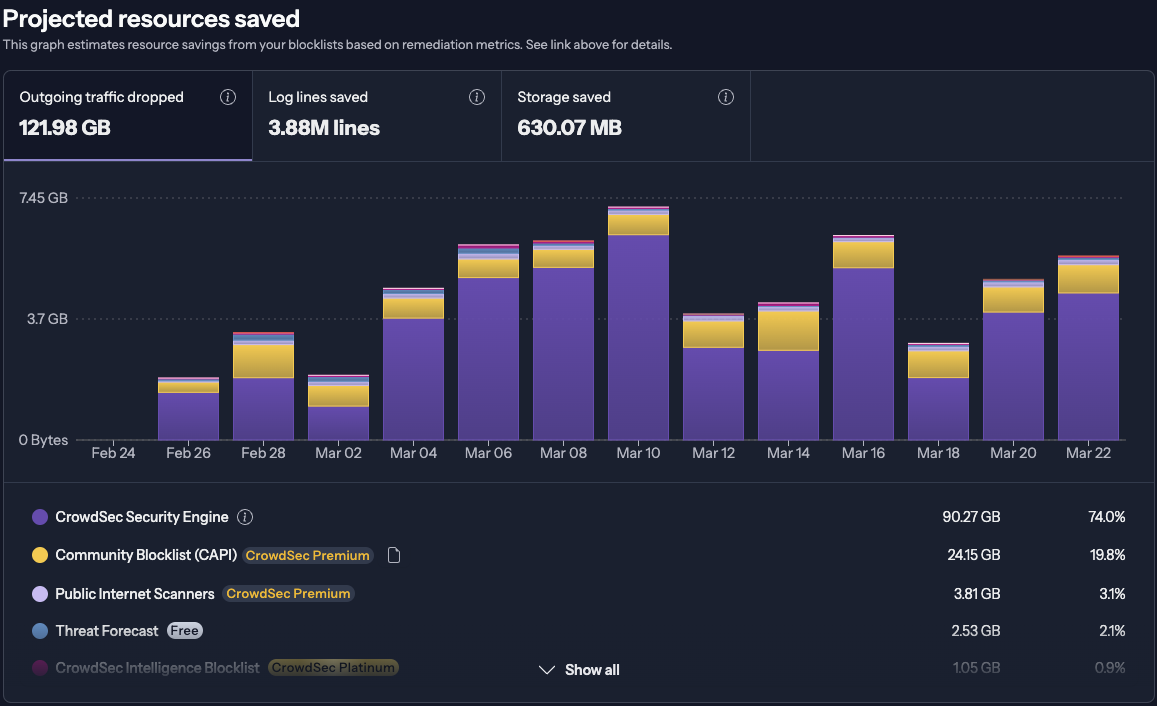 Projected resources saved
This graph estimates resource savings from your blocklists based on remediation metrics. See link above for details.
Outgoing traffic dropped
121.98 GB
Log lines saved
3.88M lines
Storage saved
630.07 MB
7.45 GB
3.7 GB
0 Bytes
Feb 24 Feb 26 Feb 28 Mar 02 Mar 04 Mar 06 Mar 08 Mar 10 Mar 12 Mar 14 Mar 16 Mar 18 Mar 20 Mar 22
CrowdSec Security Engine 90.27 GB 74.0%
Community Blocklist (CAPI) CrowdSec Premium 24.15 GB 19.8%
Public Internet Scanners CrowdSec Premium 3.81 GB 3.1%
Threat Forecast Free 2.53 GB 2.1%
CrowdSec Intelligence Blocklist CrowdSec Platinum 1.05 GB 0.9%
Show all